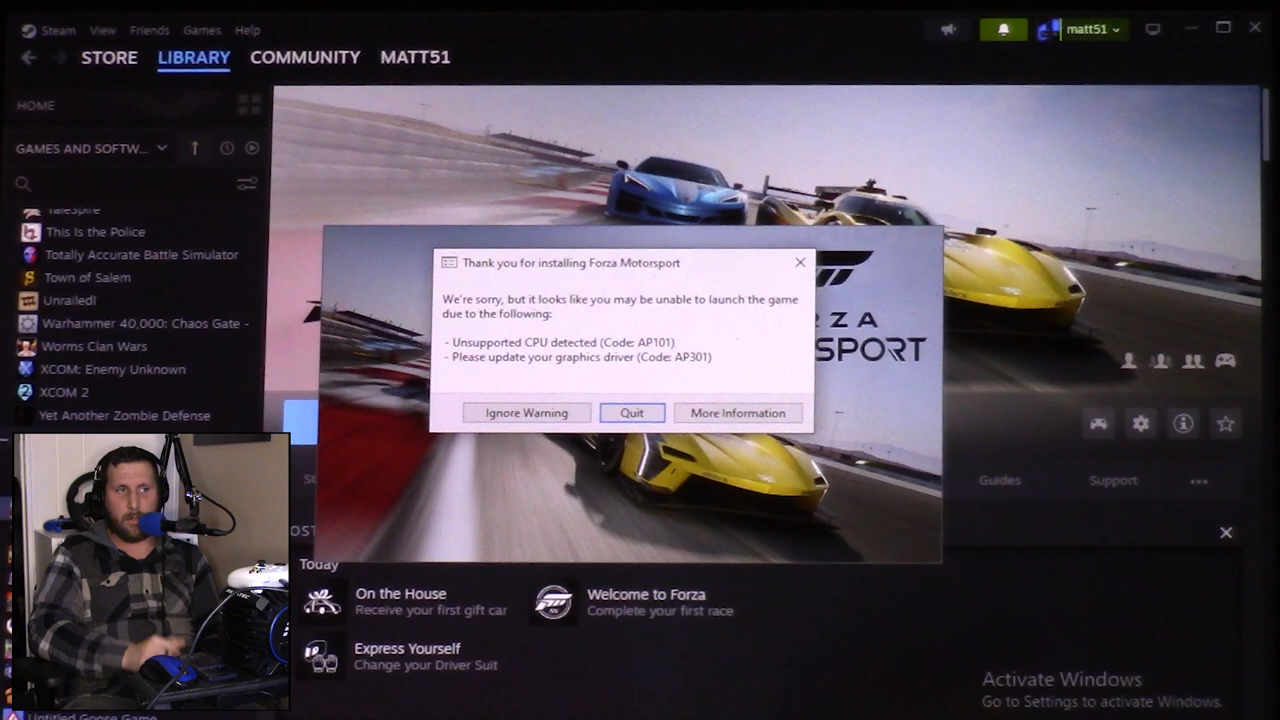 Steam View Friends Games Help
matt51
STORE LIBRARY COMMUNITY MATT51
HOME
GAMES AND SOFTW...
TaleSpire
This Is the Police
Totally Accurate Battle Simulator
Town of Salem
Unrailed!
Warhammer 40,000: Chaos Gate -
Worms Clan Wars
XCOM: Enemy Unknown
XCOM 2
Yet Another Zombie Defense
Untitled Goose Game
Thank you for installing Forza Motorsport
We're sorry, but it looks like you may be unable to launch the game
due to the following:
- Unsupported CPU detected (Code: AP101)
- Please update your graphics driver (Code: AP301)
Ignore Warning Quit More Information
RZA
SPORT
Guides Support
Today
On the House
Receive your first gift car
Welcome to Forza
Complete your first race
Express Yourself
Change your Driver Suit
Activate Windows
Go to Settings to activate Windows.